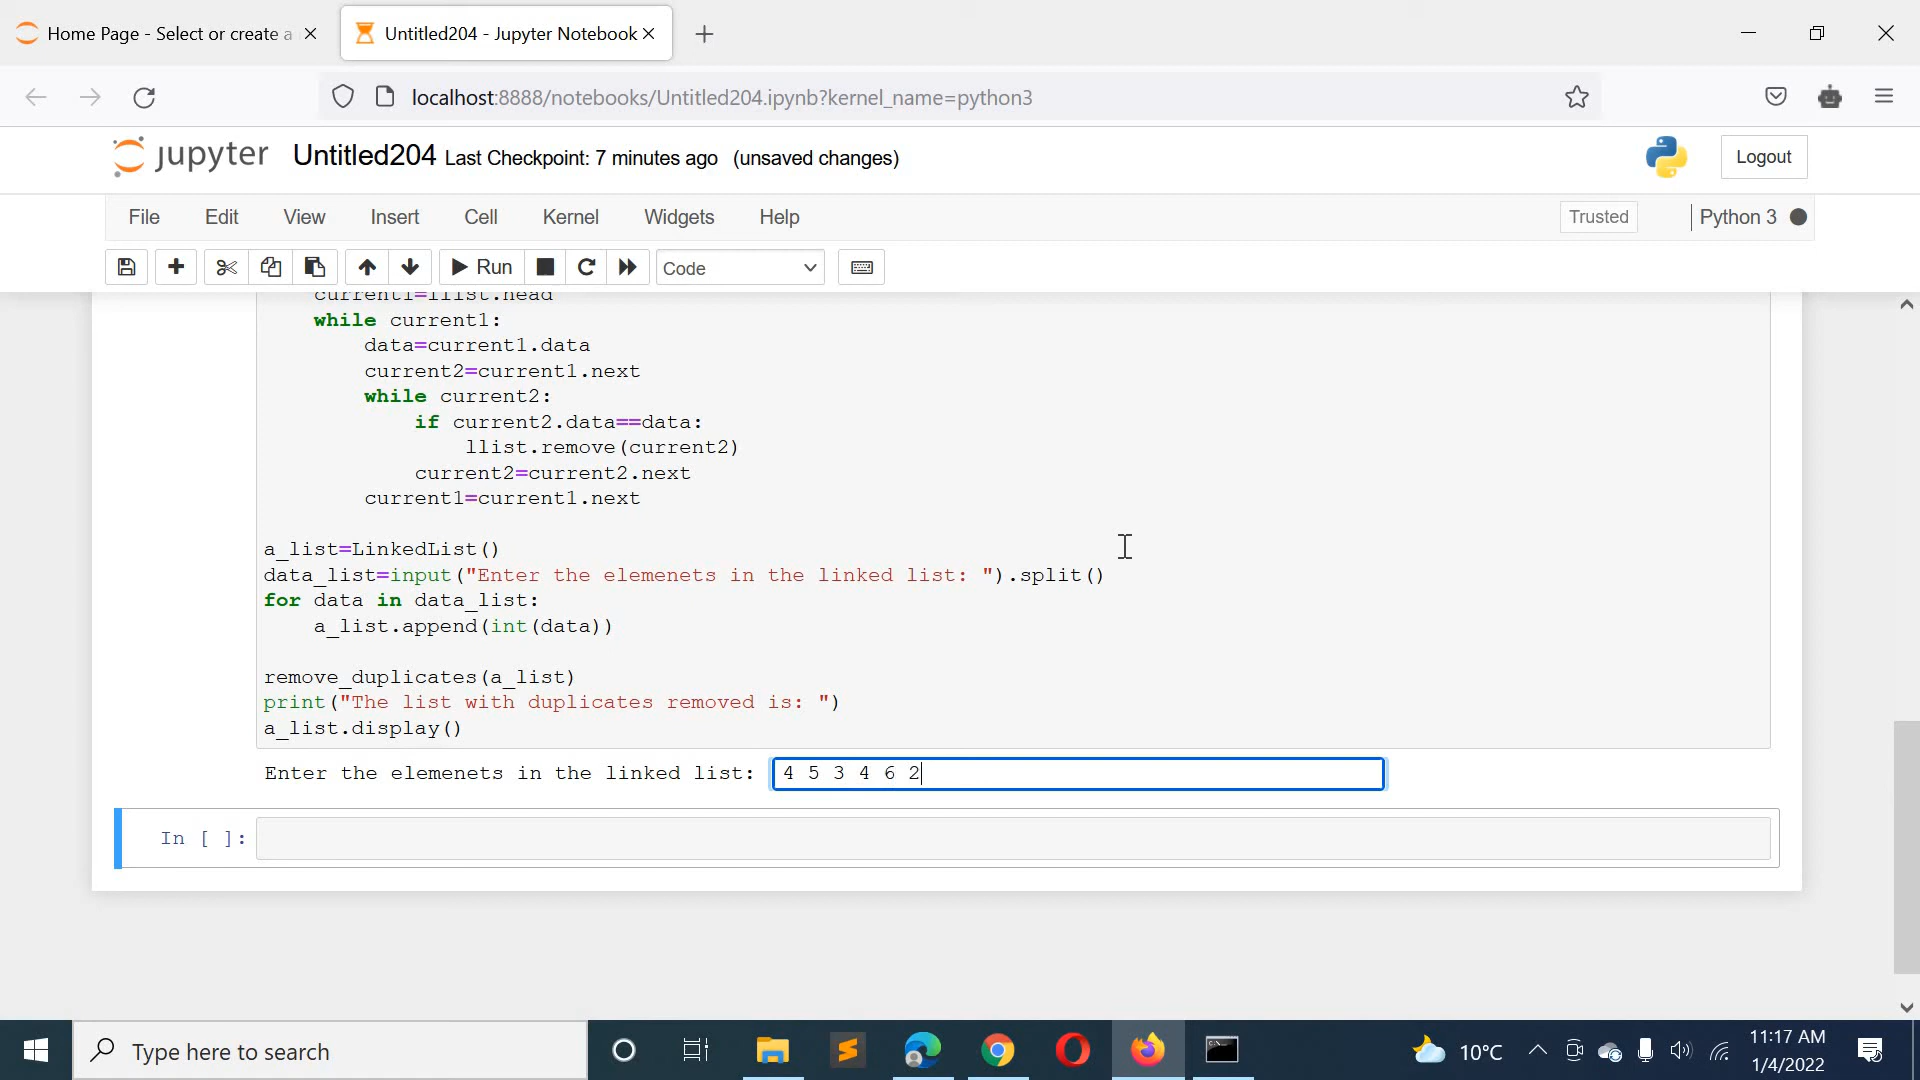 Home Page - Select or create a
Untitled204 - Jupyter Notebook
localhost:8888/notebooks/Untitled204.ipynb?kernel_name=python3
jupyter Untitled204 Last Checkpoint: 7 minutes ago (unsaved changes)
Logout
File Edit View Insert Cell Kernel Widgets Help
Trusted
Python 3
Run
Code
current1=llist.head
while current1:
data=current1.data
current2=current1.next
while current2:
if current2.data==data:
llist.remove(current2)
current2=current2.next
current1=current1.next
a_list=LinkedList()
data_list=input("Enter the elemenets in the linked list: ").split()
for data in data_list:
a_list.append(int(data))
remove_duplicates(a_list)
print("The list with duplicates removed is: ")
a_list.display()
Enter the elemenets in the linked list: 4 5 3 4 6 2
In [ ]:
Type here to search
10°C
11:17 AM
1/4/2022